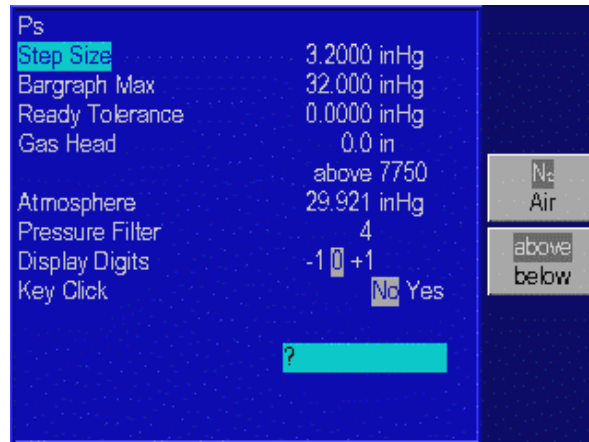 Ps
Step Size 3.2000 inHg
Bargraph Max 32.000 inHg
Ready Tolerance 0.0000 inHg
Gas Head 0.0 in
above 7750
Atmosphere 29.921 inHg
Pressure Filter 4
Display Digits -1 0 +1
Key Click No Yes
?
N₂
Air
above
below